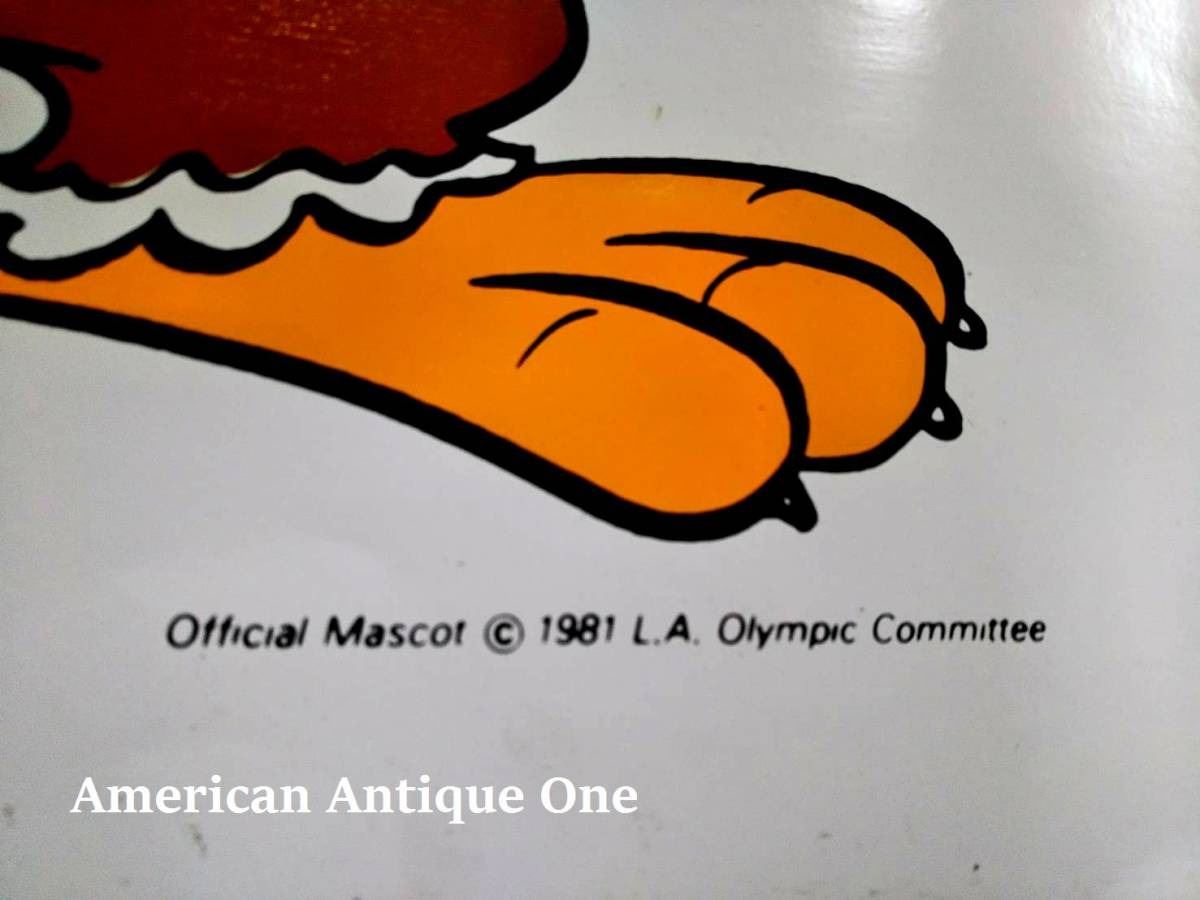 Official Mascot © 1981 L.A. Olympic Committee
American Antique One